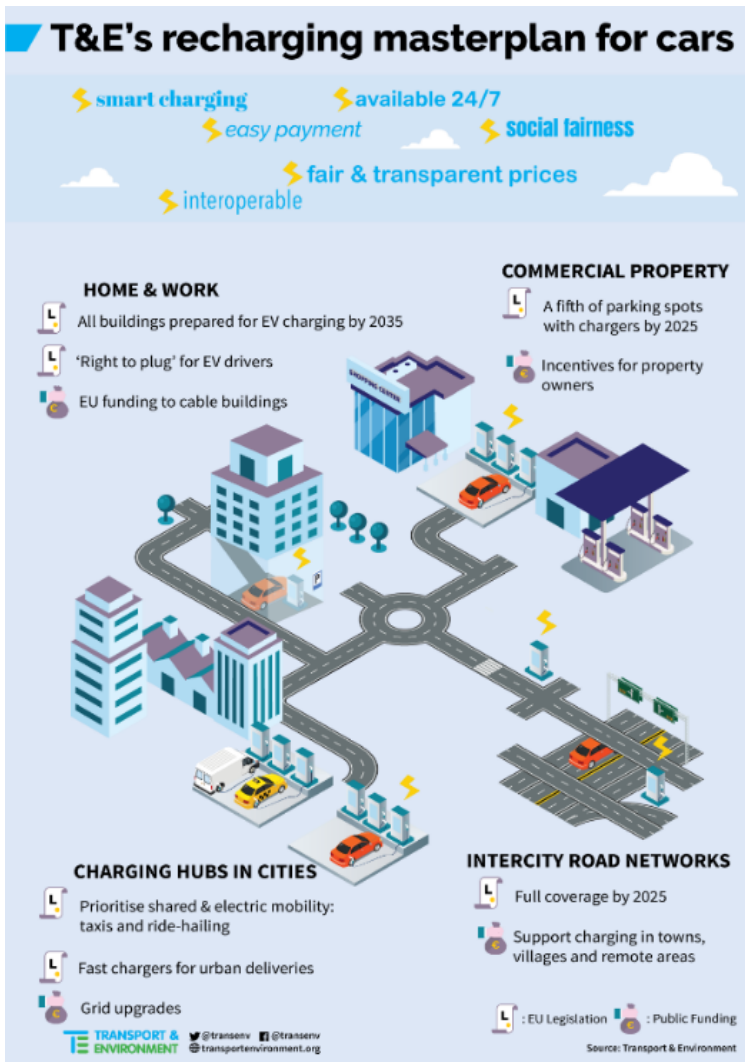 T&E's recharging masterplan for cars
smart charging
available 24/7
easy payment
social fairness
fair & transparent prices
interoperable
HOME & WORK
L
All buildings prepared for EV charging by 2035
L
'Right to plug' for EV drivers
€
EU funding to cable buildings
COMMERCIAL PROPERTY
L
A fifth of parking spots
with chargers by 2025
€
Incentives for property
owners
SHOPPING CENTER
P
CHARGING HUBS IN CITIES
L
Prioritise shared & electric mobility:
taxis and ride-hailing
L
Fast chargers for urban deliveries
€
Grid upgrades
INTERCITY ROAD NETWORKS
L
Full coverage by 2025
€
Support charging in towns,
villages and remote areas
L : EU Legislation € : Public Funding
TE TRANSPORT & ENVIRONMENT
@transenv @transenv
transportenvironment.org
Source: Transport & Environment